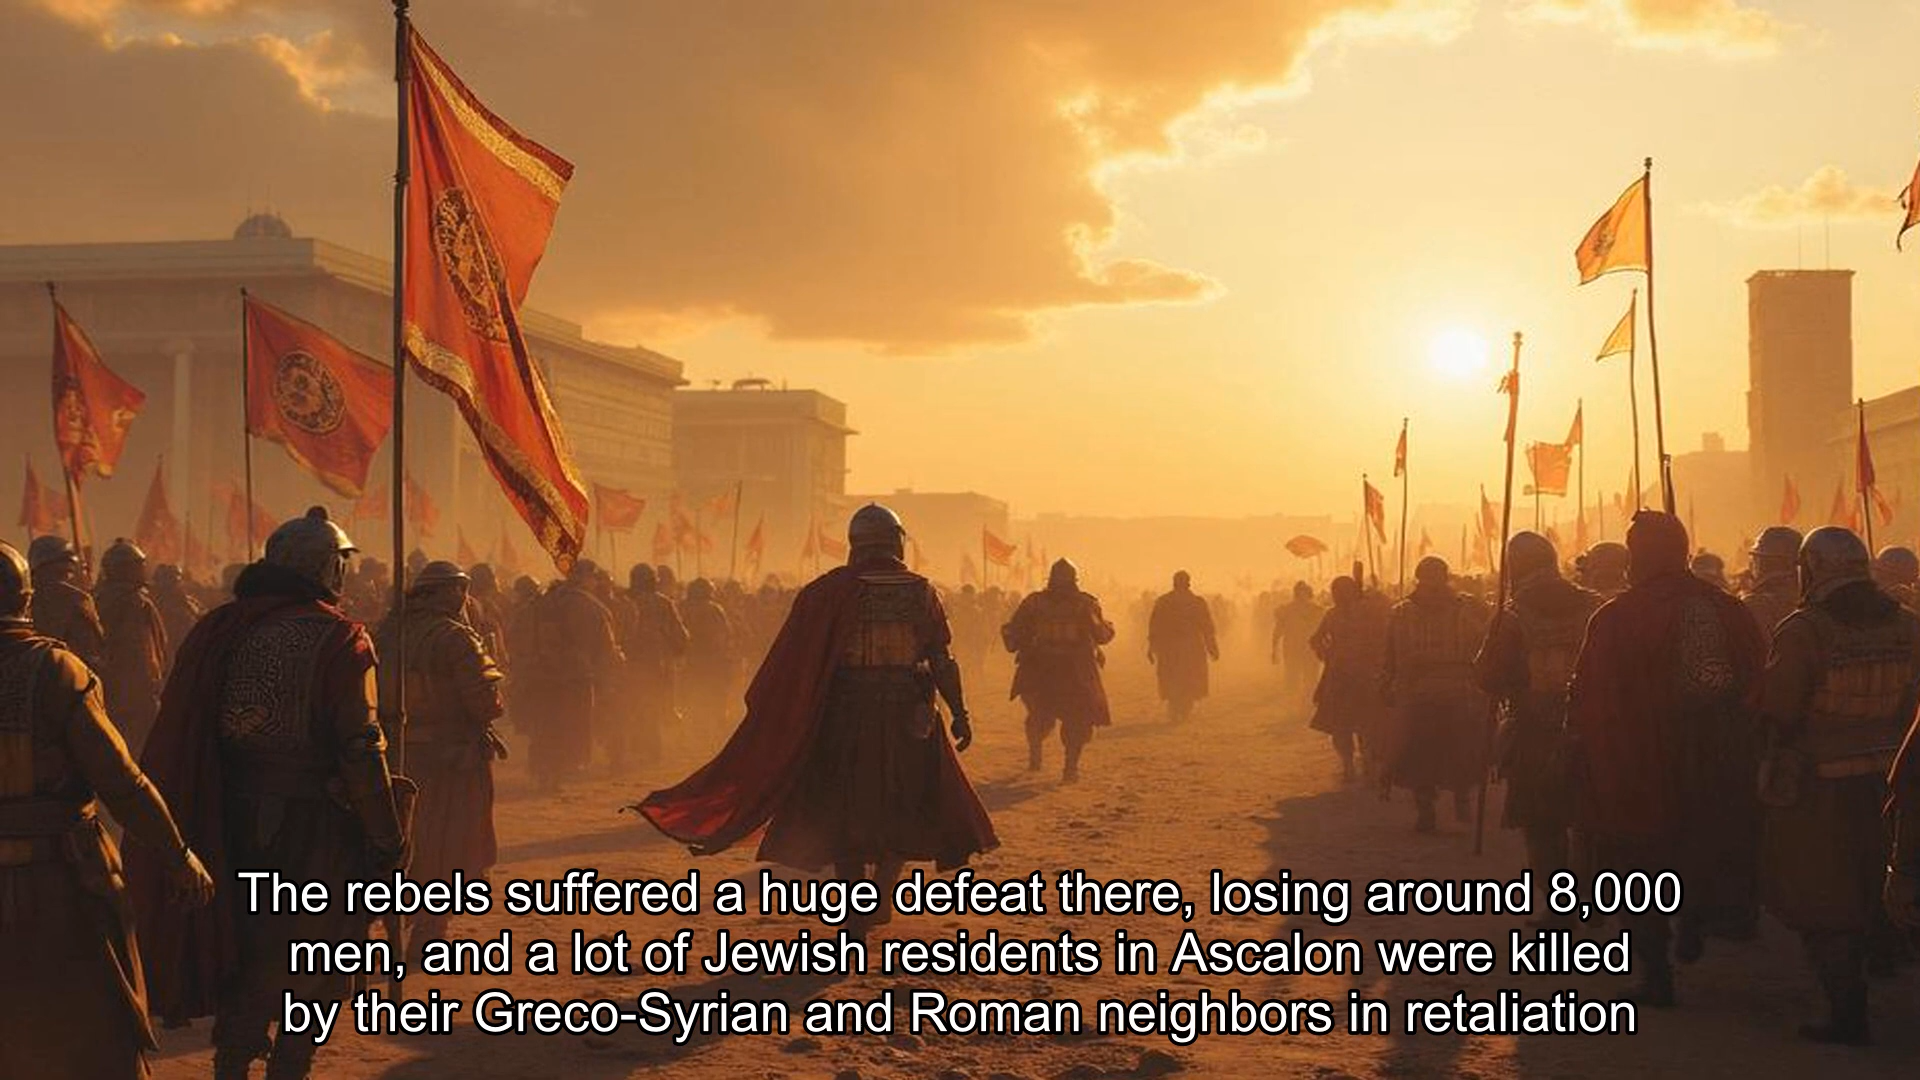 The rebels suffered a huge defeat there, losing around 8,000
men, and a lot of Jewish residents in Ascalon were killed
by their Greco-Syrian and Roman neighbors in retaliation